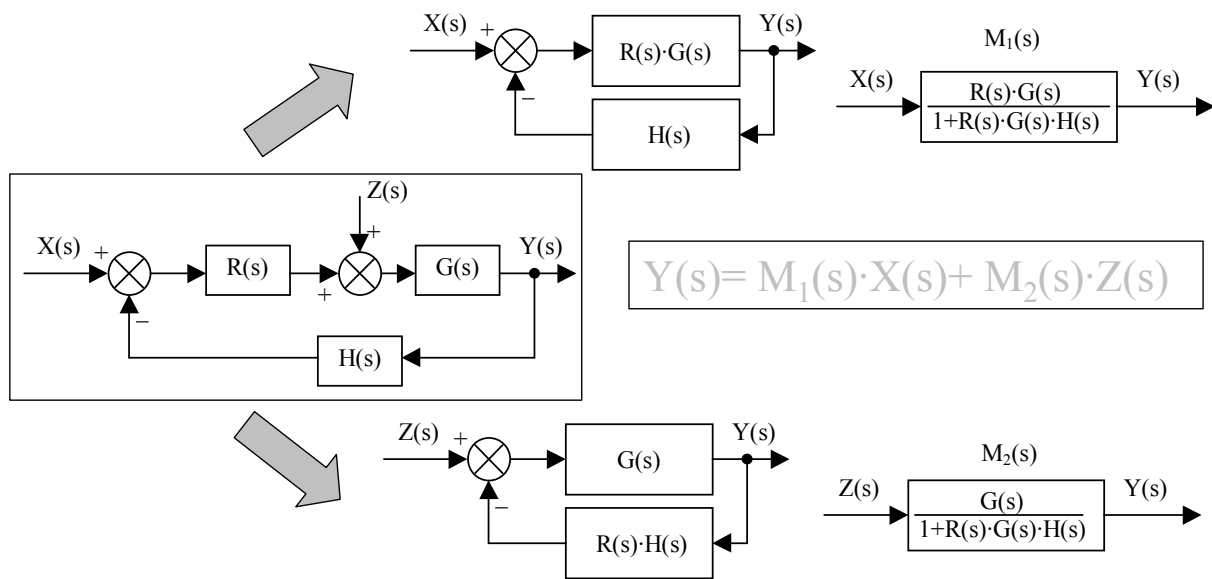 X(s)
+
−
R(s)·G(s)
Y(s)
H(s)
M₁(s)
X(s)
R(s)·G(s)
1+R(s)·G(s)·H(s)
Y(s)
X(s)
+
−
R(s)
Z(s)
+
+
G(s)
Y(s)
H(s)
Y(s)= M₁(s)·X(s)+ M₂(s)·Z(s)
Z(s)
+
−
G(s)
Y(s)
R(s)·H(s)
M₂(s)
Z(s)
G(s)
1+R(s)·G(s)·H(s)
Y(s)